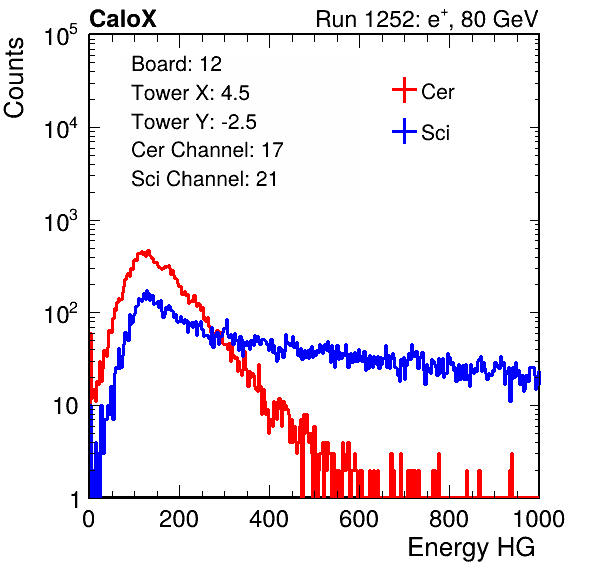 CaloX Run 1252: e⁺, 80 GeV
Counts
10⁵
10⁴
10³
10²
10
1
Board: 12
Tower X: 4.5
Tower Y: -2.5
Cer Channel: 17
Sci Channel: 21
Cer
Sci
0 200 400 600 800 1000
Energy HG